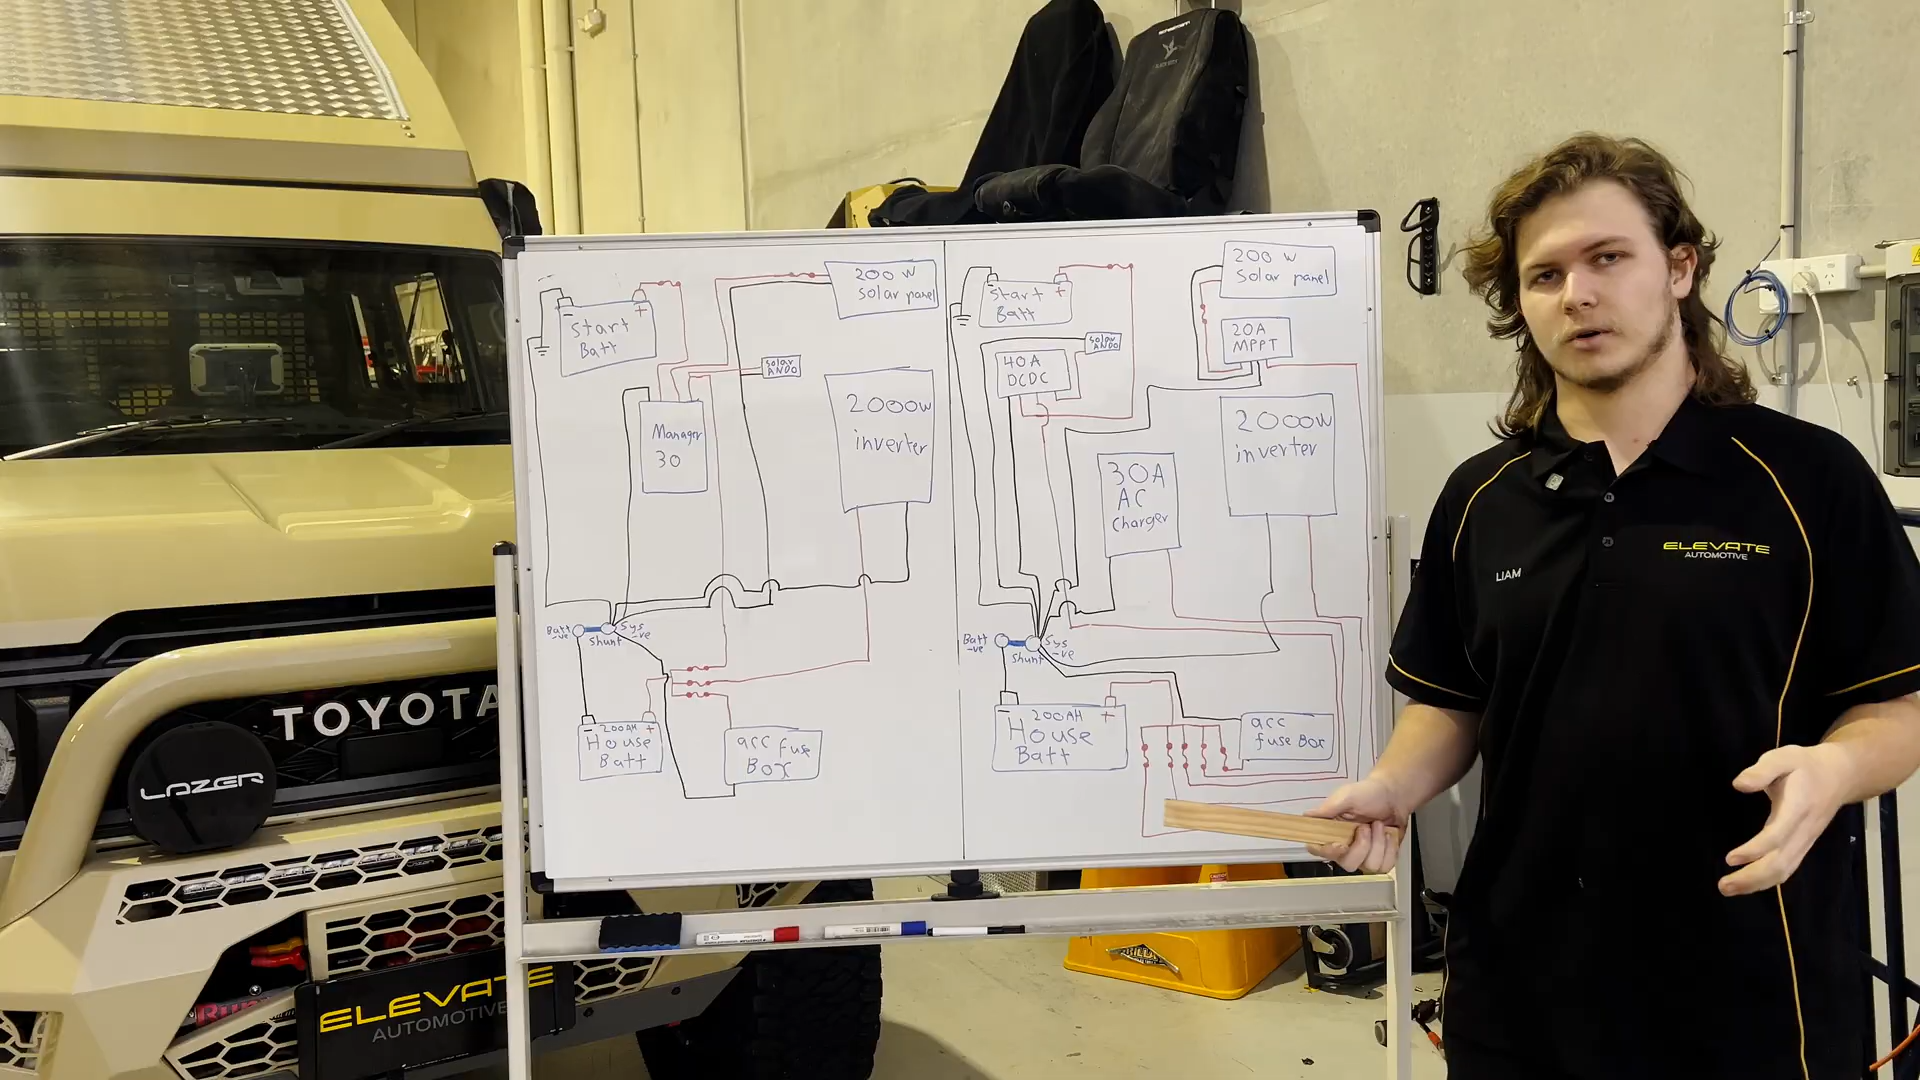 200 W
solar panel
Start
Batt
-
+
solar
ANDO
2000W
inverter
Manager
30
Batt
-ve
Sys
-ve
Shunt
-
200AH
+
House
Batt
acc fuse
Box
200 W
Solar panel
Start
Batt
-
+
solar
ANDO
20A
MPPT
40A
DCDC
2000W
inverter
30A
AC
Charger
Batt
-ve
Sys
-ve
Shunt
-
200AH
+
House
Batt
acc
fuse Box
TOYOTA
LAZER
ELEVATE
AUTOMOTIVE
LIAM
ELEVATE
AUTOMOTIVE